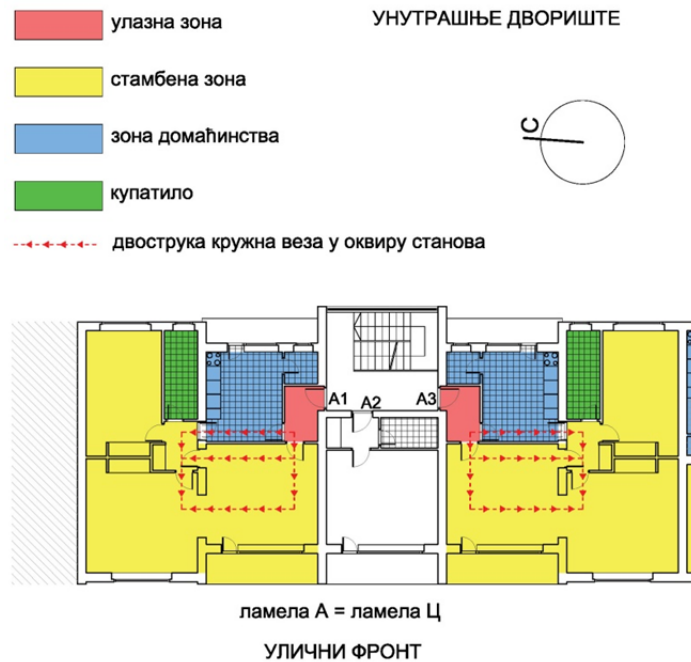 улазна зона
УНУТРАШЊЕ ДВОРИШТЕ
стамбена зона
С
зона домаћинства
купатило
двострука кружна веза у оквиру станова
А1
А2
А3
ламела А = ламела Ц
УЛИЧНИ ФРОНТ